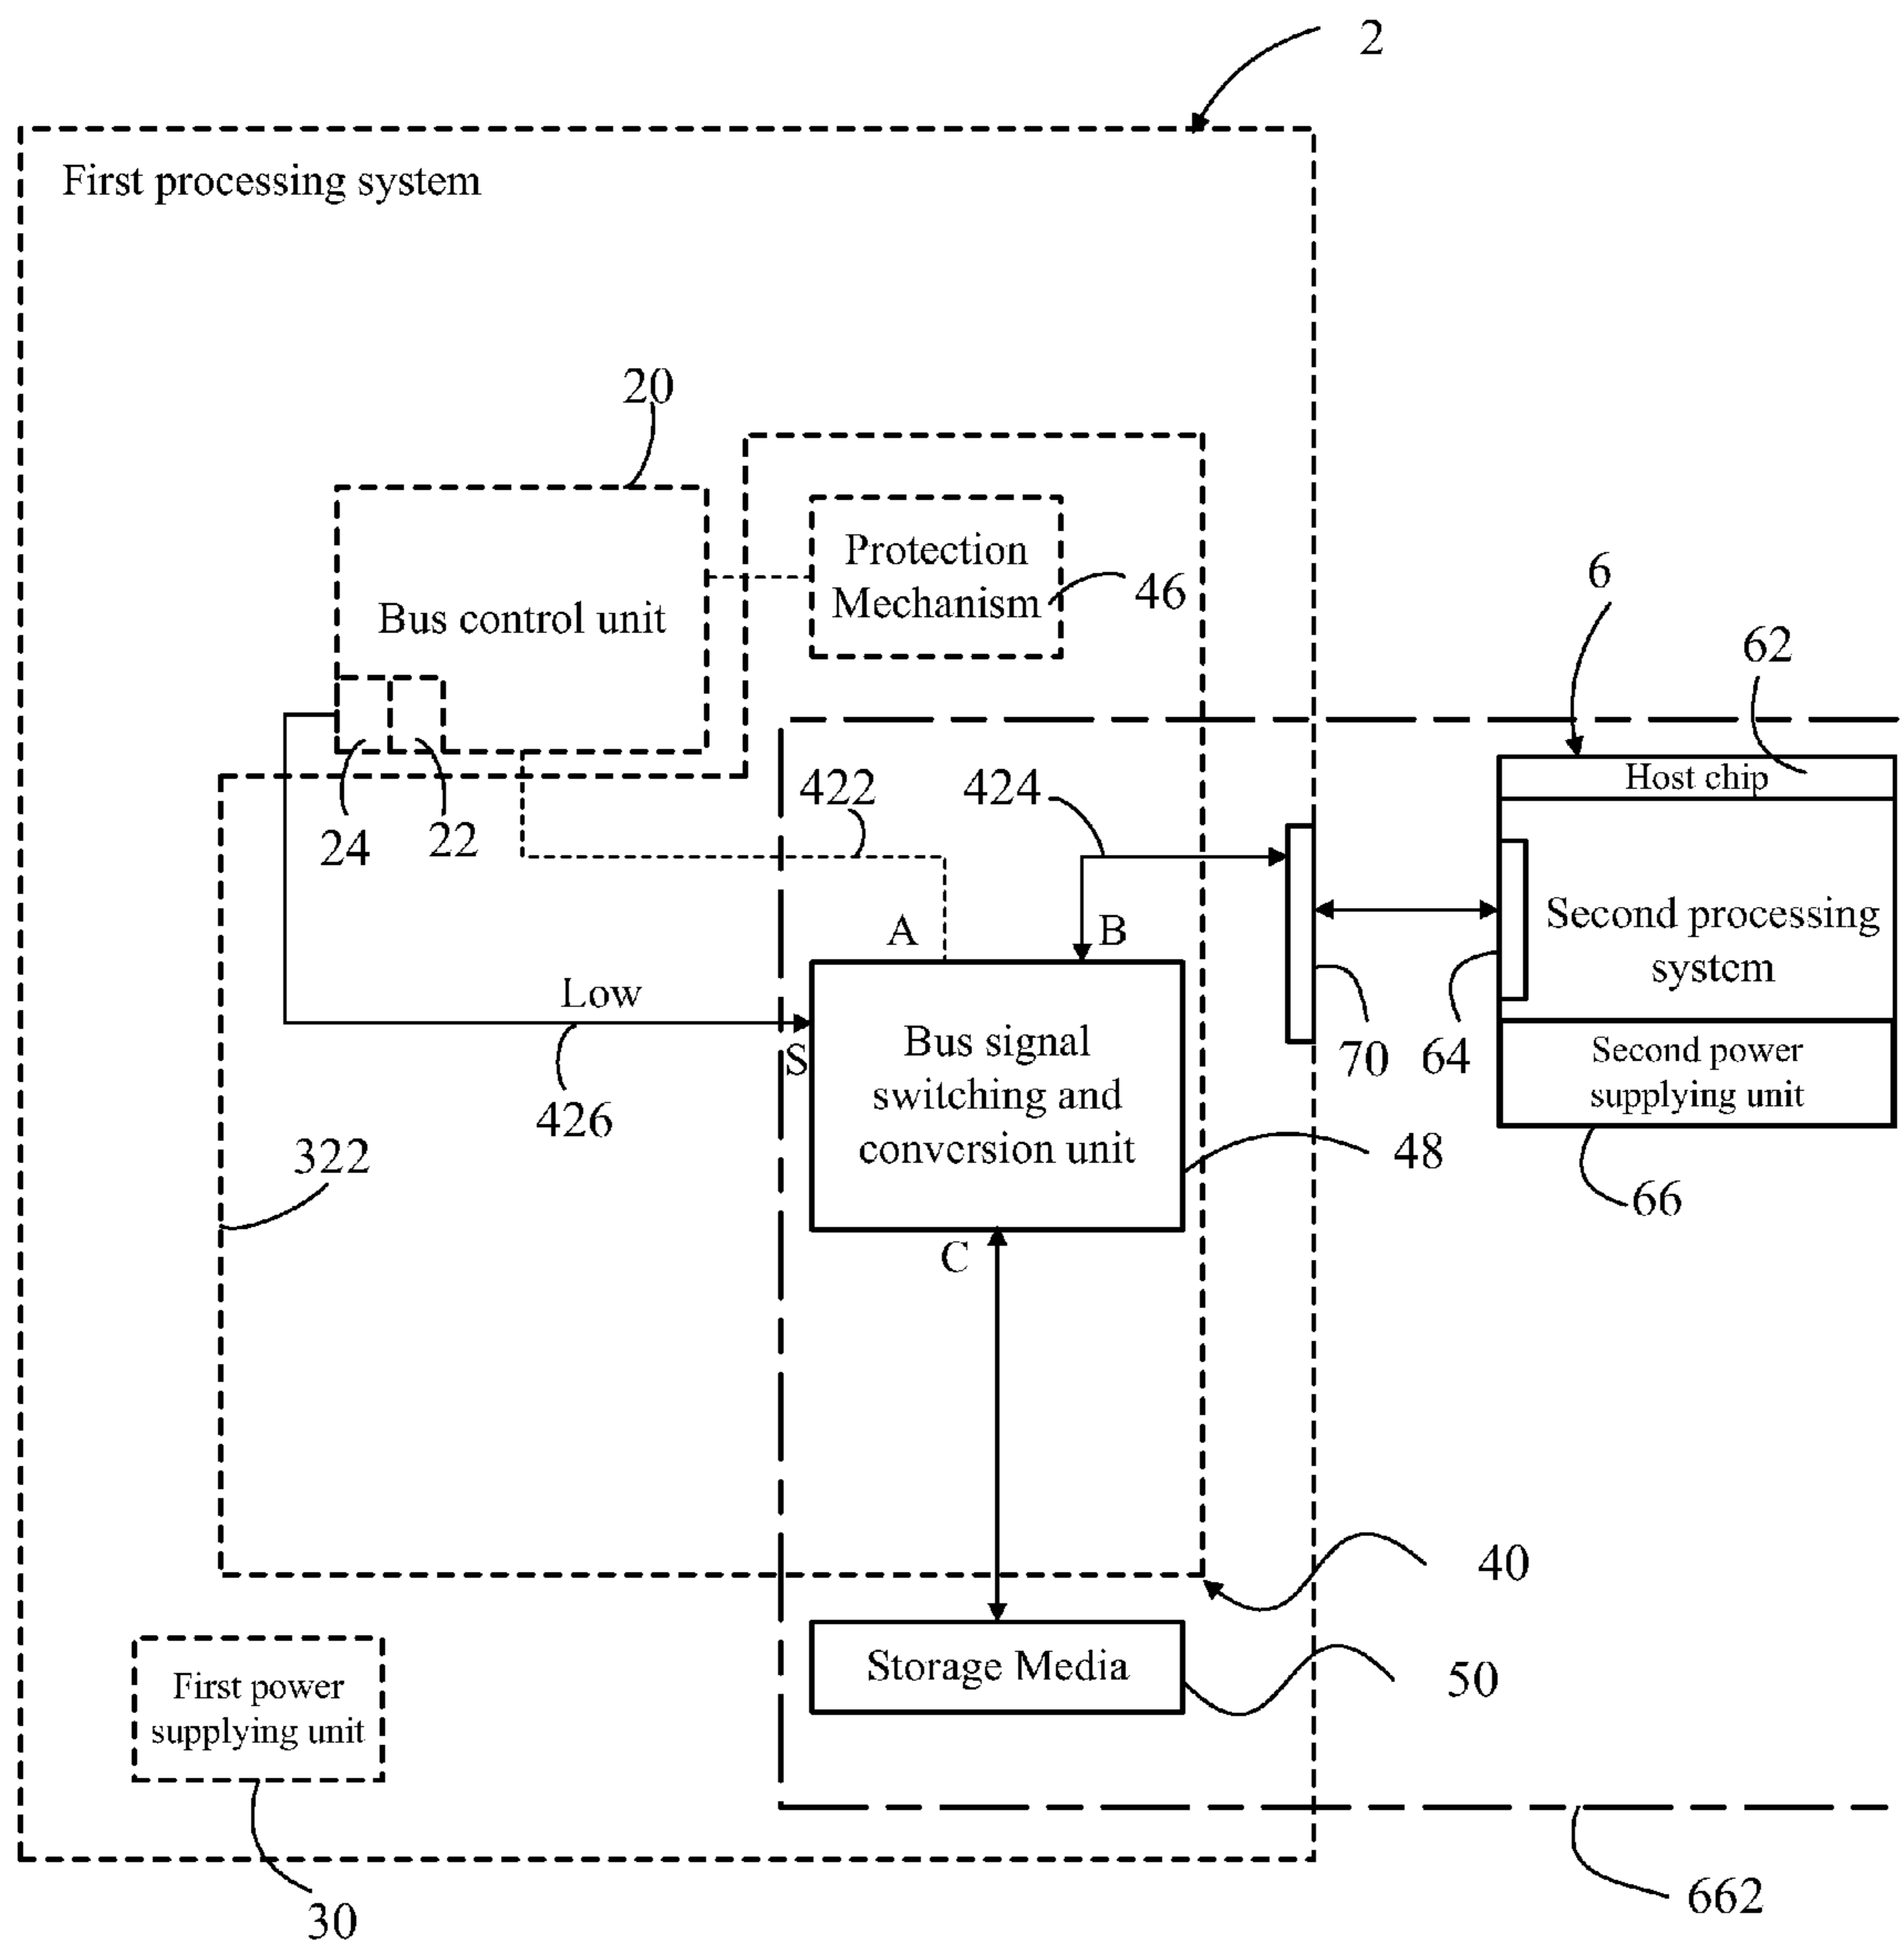 2
First processing system
20
Protection
Mechanism
46
Bus control unit
6
62
Host chip
24
22
422
424
A
B
Second processing
system
Low
S
426
Bus signal
switching and
conversion unit
70
64
Second power
supplying unit
322
48
66
C
40
Storage Media
50
First power
supplying unit
30
662